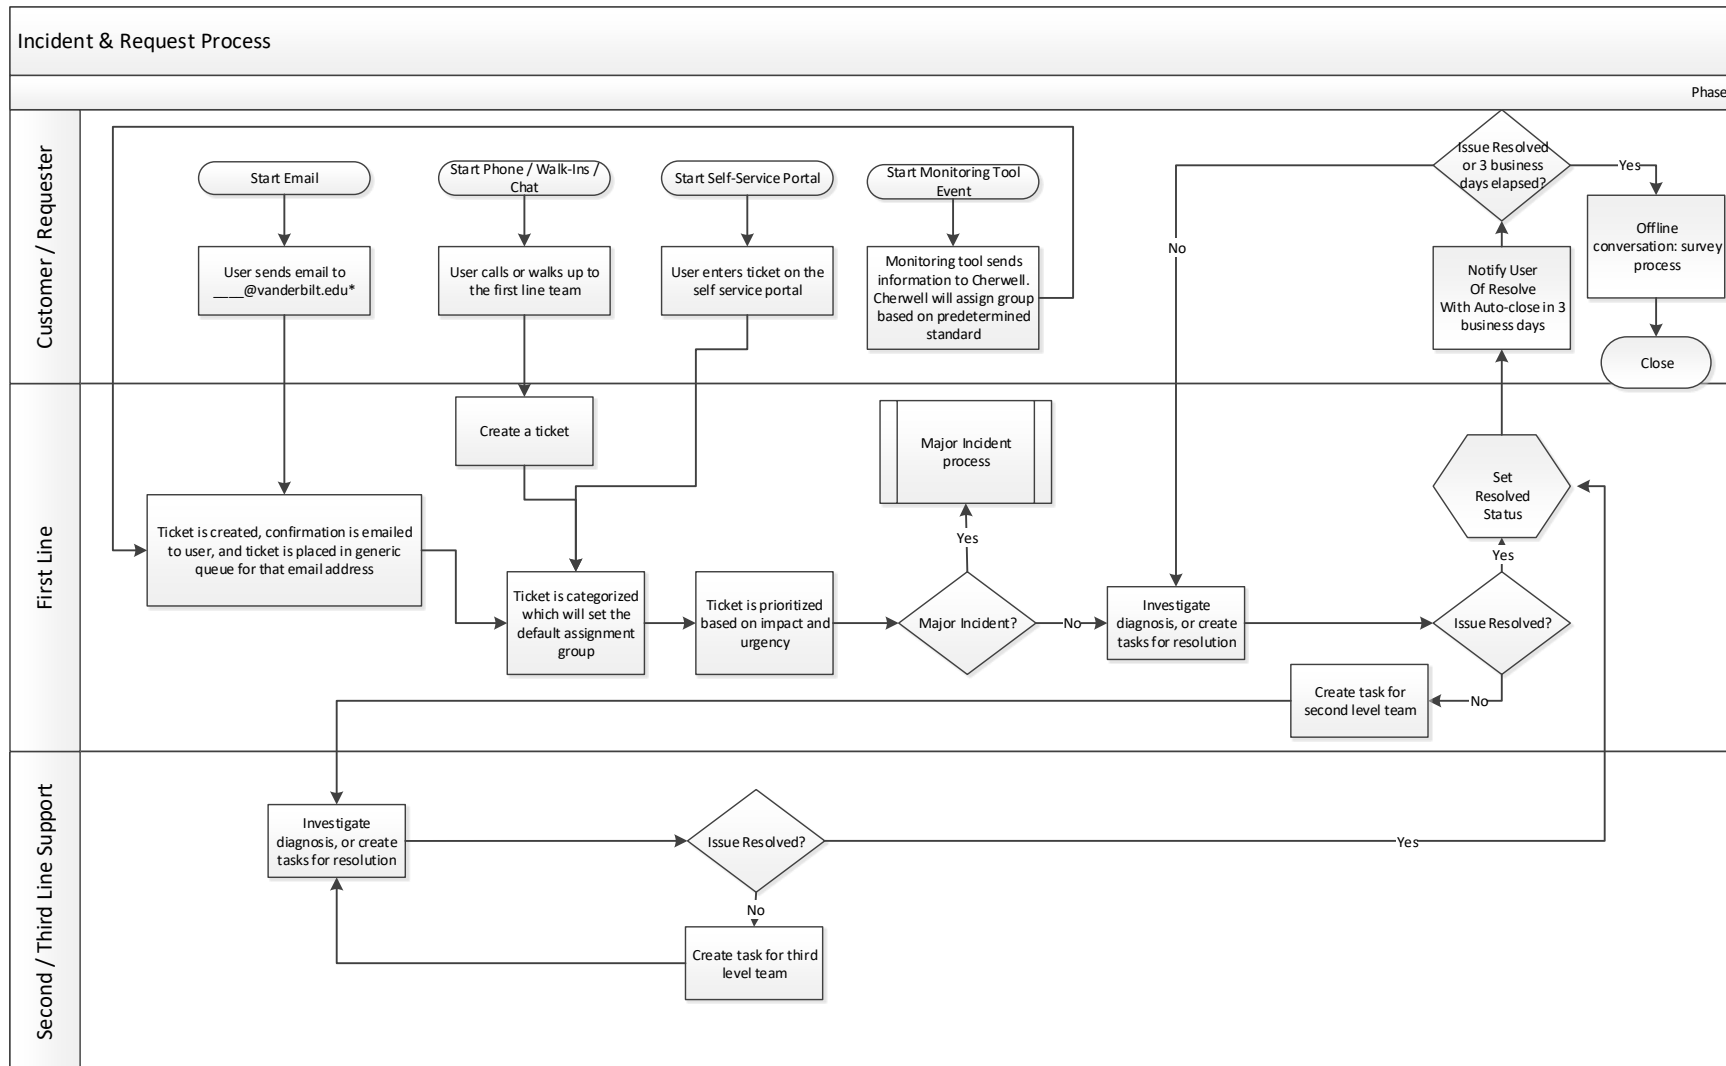 Incident & Request Process
Phase
Customer / Requester
Start Email
Start Phone / Walk-Ins /
Chat
Start Self-Service Portal
Start Monitoring Tool
Event
Issue Resolved
or 3 business
days elapsed?
Yes
No
User sends email to
____@vanderbilt.edu*
User calls or walks up to
the first line team
User enters ticket on the
self service portal
Monitoring tool sends
information to Cherwell.
Cherwell will assign group
based on predetermined
standard
Notify User
Of Resolve
With Auto-close in 3
business days
Offline
conversation: survey
process
Close
First Line
Create a ticket
Major Incident
process
Set
Resolved
Status
Ticket is created, confirmation is emailed
to user, and ticket is placed in generic
queue for that email address
Yes
Yes
Ticket is categorized
which will set the
default assignment
group
Ticket is prioritized
based on impact and
urgency
Major Incident?
No
Investigate
diagnosis, or create
tasks for resolution
Issue Resolved?
Create task for
second level team
No
Second / Third Line Support
Investigate
diagnosis, or create
tasks for resolution
Issue Resolved?
Yes
No
Create task for third
level team